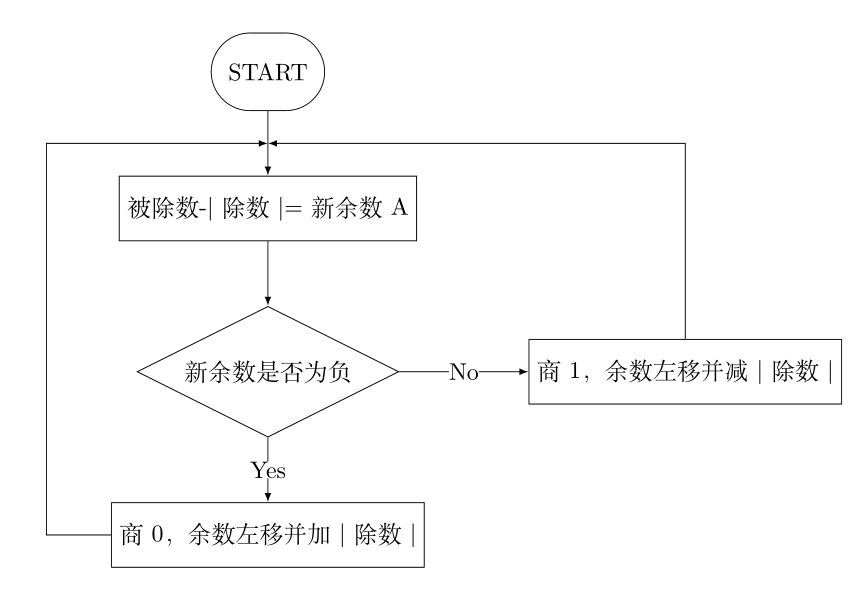 START
被除数-| 除数 |= 新余数 A
新余数是否为负
No
商 1，余数左移并减 | 除数 |
Yes
商 0，余数左移并加 | 除数 |